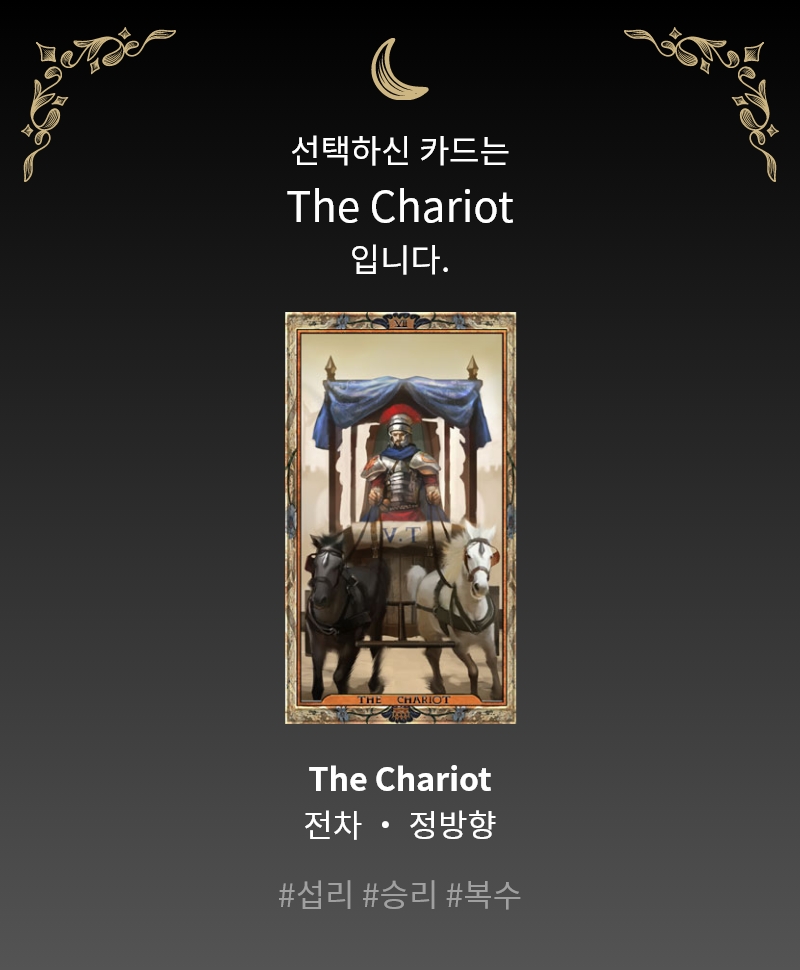 선택하신 카드는
The Chariot
입니다.
VII
V.T
THE CHARIOT
The Chariot
전차 • 정방향
#섭리 #승리 #복수